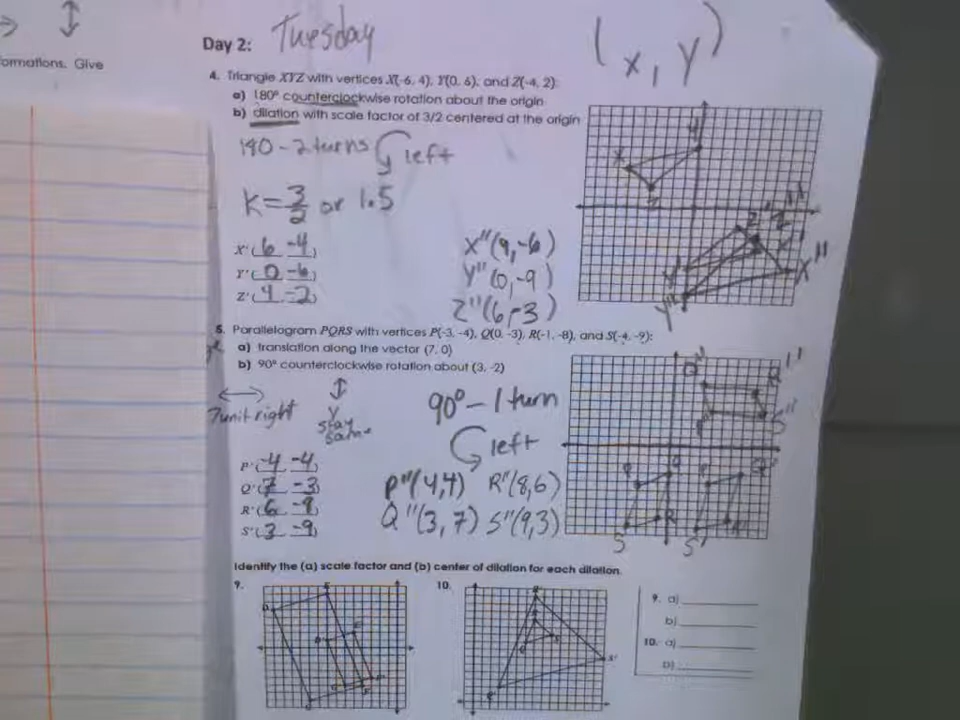 ormations. Give
Day 2: Tuesday
(x, y)
4. Triangle XYZ with vertices X(-6, 4), Y(0, 6), and Z(-4, 2):
a) 180° counterclockwise rotation about the origin
b) dilation with scale factor of 3/2 centered at the origin
180 - 2 turns left
K = 3/2 or 1.5
X'( 6 -4 )
Y'( 0 -6 )
Z'( 4 -2 )
X"(9,-6)
Y"(0,-9)
Z"(6,-3)
5. Parallelogram PQRS with vertices P(-3, -4), Q(0, -3), R(-1, -8), and S(-4, -9):
a) translation along the vector (7, 0)
b) 90° counterclockwise rotation about (3, -2)
7unit right
y stay same
90° - 1 turn
left
P'( -4 -4 )
Q'( 7 -3 )
R'( 6 -8 )
S'( 3 -9 )
P"(4,4) R"(8,6)
Q"(3, 7) S"(9,3)
Identify the (a) scale factor and (b) center of dilation for each dilation.
9.
10.
9. a)
b)
10. a)
b)